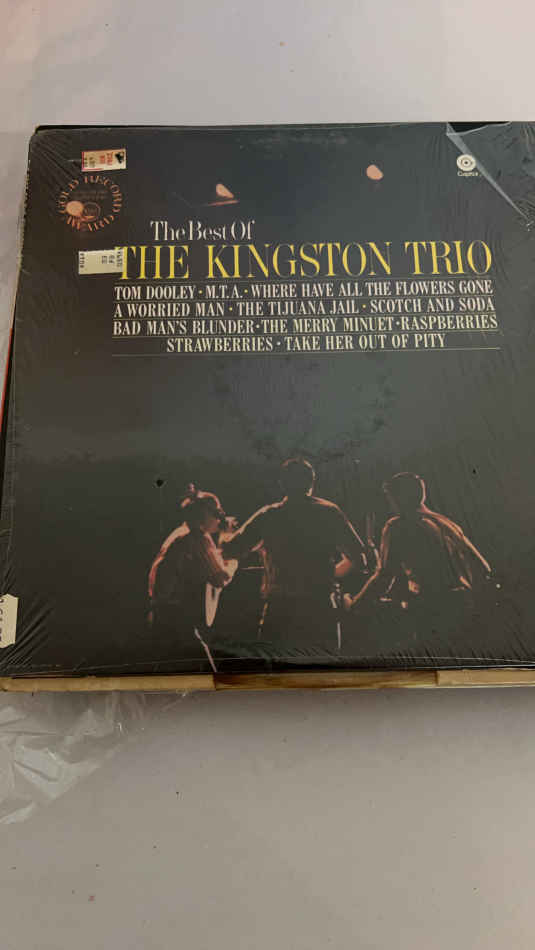 Capitol
GOLD RECORD
AWARD
The Best Of
THE KINGSTON TRIO
TOM DOOLEY • M.T.A. • WHERE HAVE ALL THE FLOWERS GONE
A WORRIED MAN • THE TIJUANA JAIL • SCOTCH AND SODA
BAD MAN'S BLUNDER • THE MERRY MINUET • RASPBERRIES
STRAWBERRIES • TAKE HER OUT OF PITY